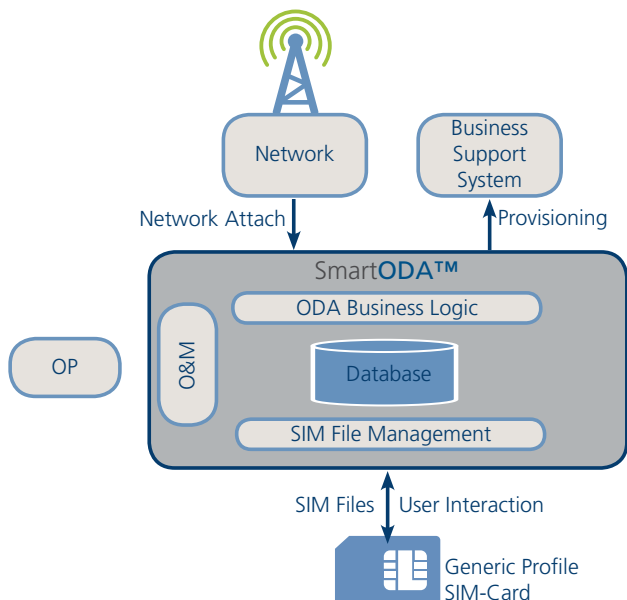 Network
Business
Support
System
Network Attach
Provisioning
SmartODA™
ODA Business Logic
OP
O&M
Database
SIM File Management
SIM Files
User Interaction
Generic Profile
SIM-Card